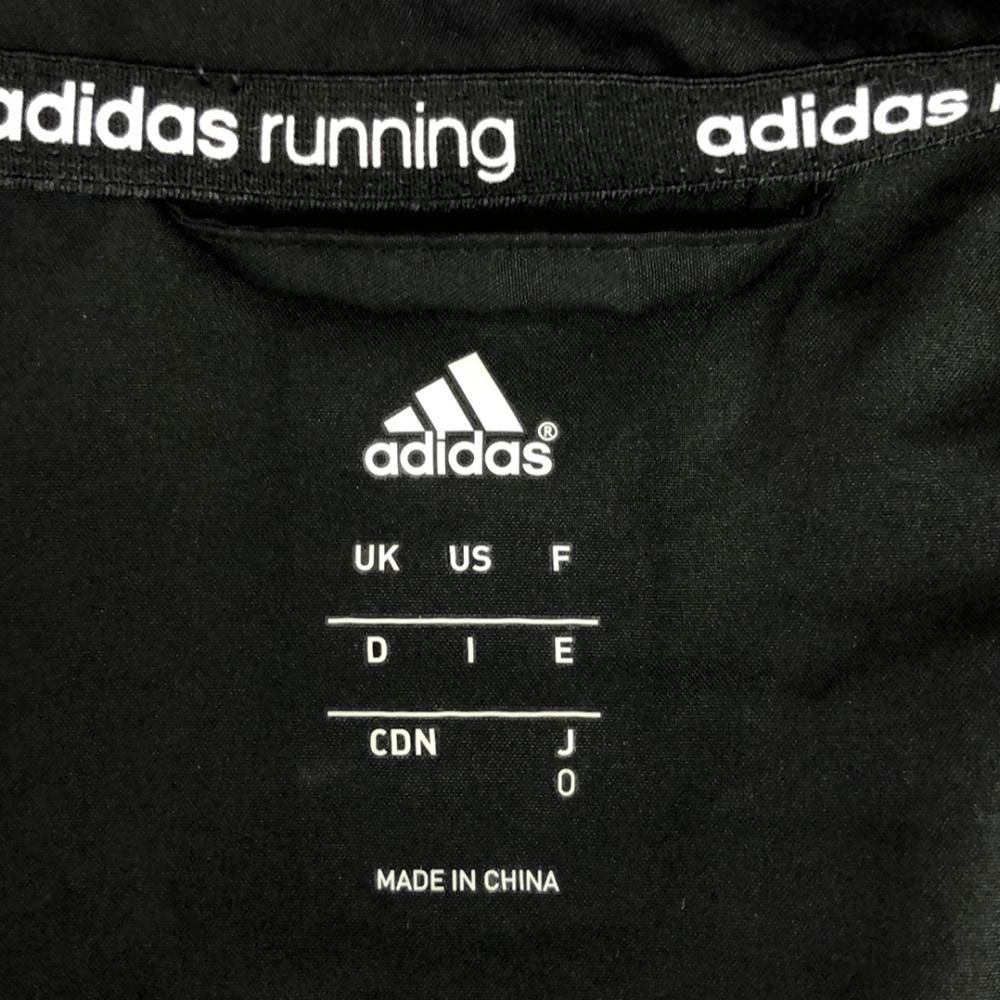 adidas running adidas
adidas®
UK US F
D I E
CDN J
O
MADE IN CHINA